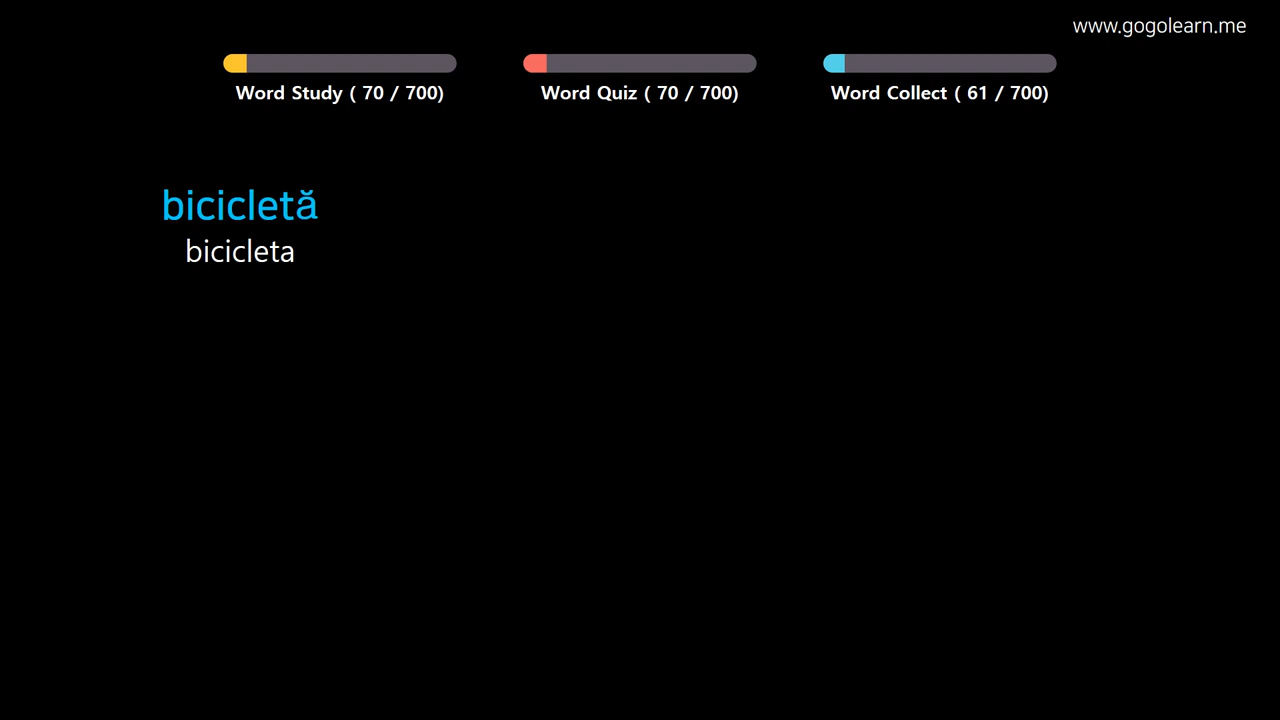 www.gogolearn.me
Word Study ( 70 / 700)
Word Quiz ( 70 / 700)
Word Collect ( 61 / 700)
bicicletă
bicicleta